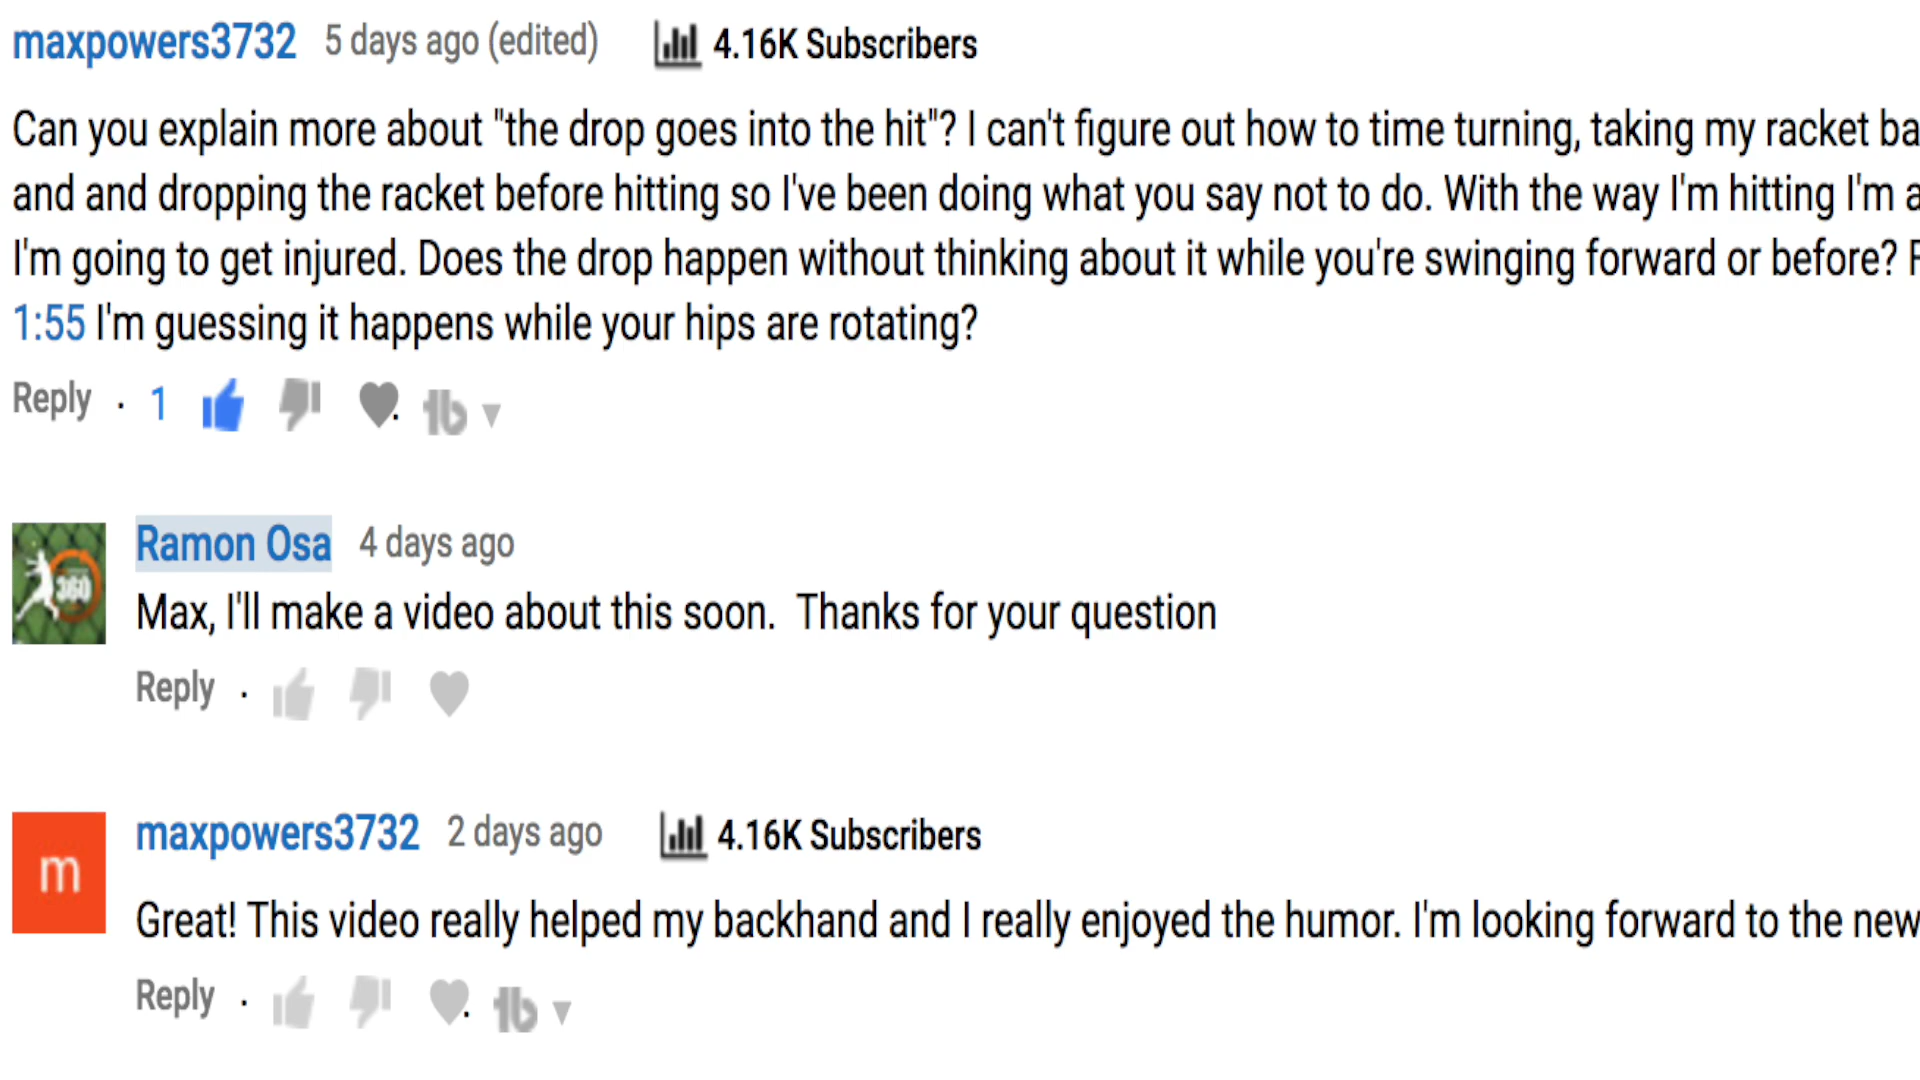 maxpowers3732 5 days ago (edited) 4.16K Subscribers
Can you explain more about "the drop goes into the hit"? I can't figure out how to time turning, taking my racket ba
and and dropping the racket before hitting so I've been doing what you say not to do. With the way I'm hitting I'm a
I'm going to get injured. Does the drop happen without thinking about it while you're swinging forward or before? F
1:55 I'm guessing it happens while your hips are rotating?
Reply · 1 tb
360
Ramon Osa 4 days ago
Max, I'll make a video about this soon. Thanks for your question
Reply ·
m
maxpowers3732 2 days ago 4.16K Subscribers
Great! This video really helped my backhand and I really enjoyed the humor. I'm looking forward to the new
Reply · tb